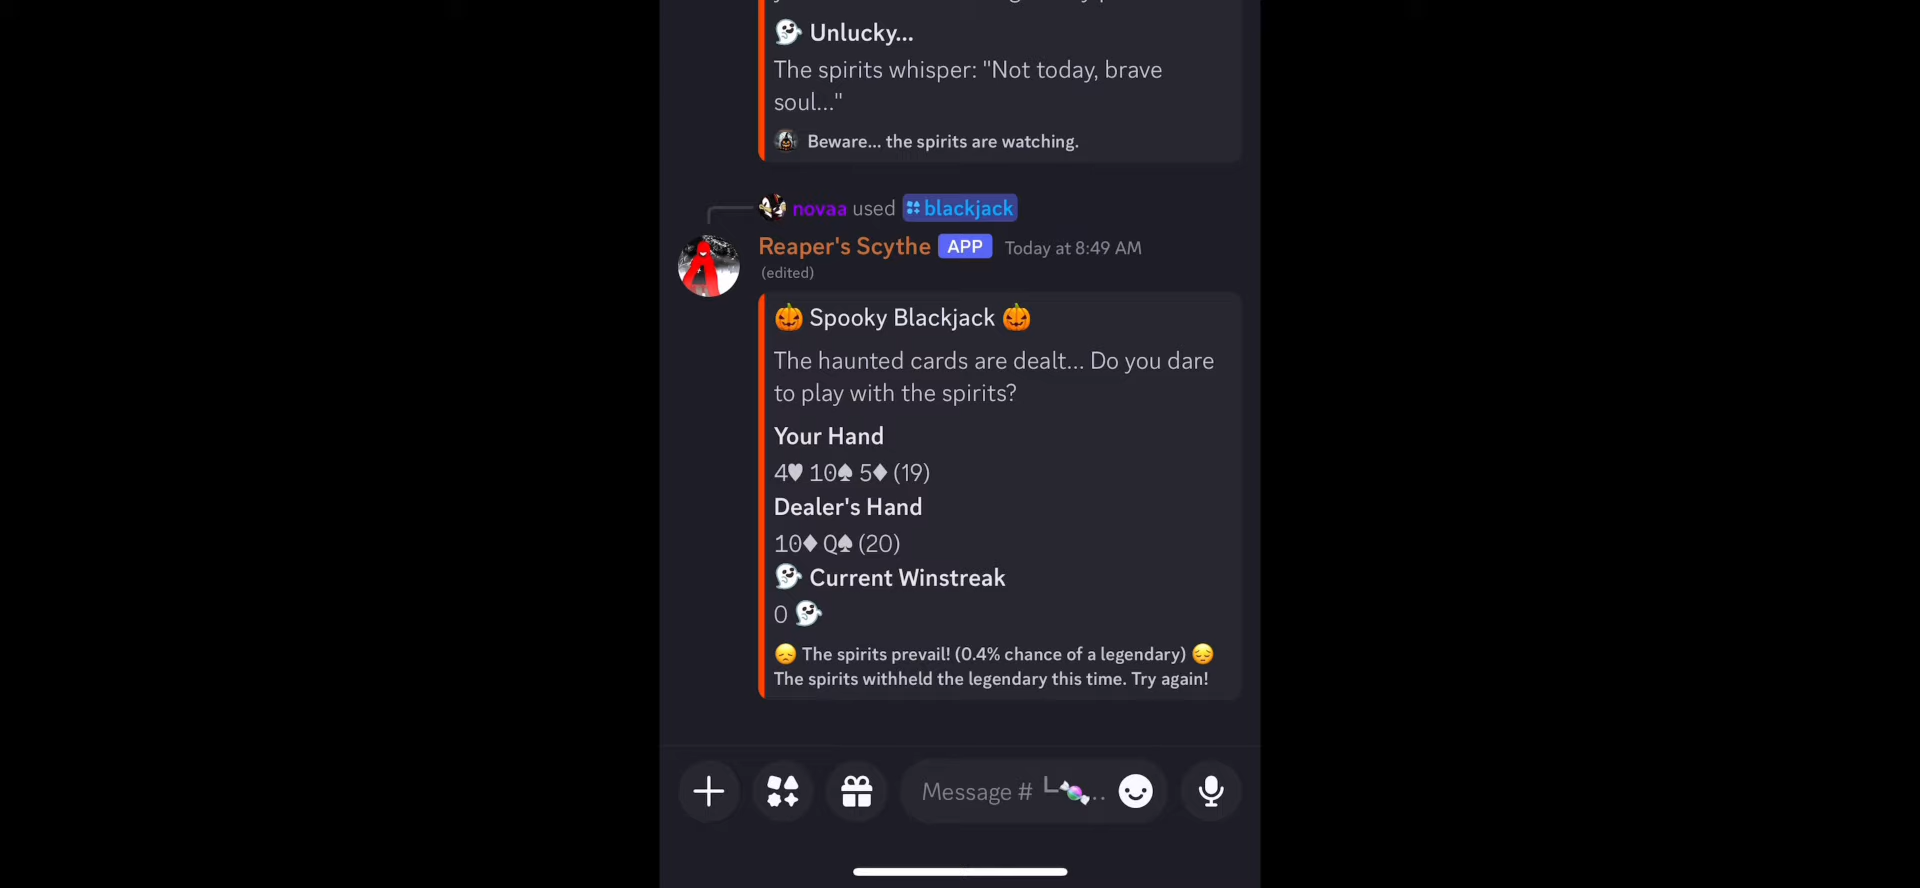 Unlucky...
The spirits whisper: "Not today, brave
soul..."
Beware... the spirits are watching.
novaa used blackjack
Reaper's Scythe APP Today at 8:49 AM
(edited)
🎃 Spooky Blackjack 🎃
The haunted cards are dealt... Do you dare
to play with the spirits?
Your Hand
4♥ 10♠ 5♦ (19)
Dealer's Hand
10♦ Q♠ (20)
👻 Current Winstreak
0 👻
😞 The spirits prevail! (0.4% chance of a legendary) 😔
The spirits withheld the legendary this time. Try again!
Message # └🍬...